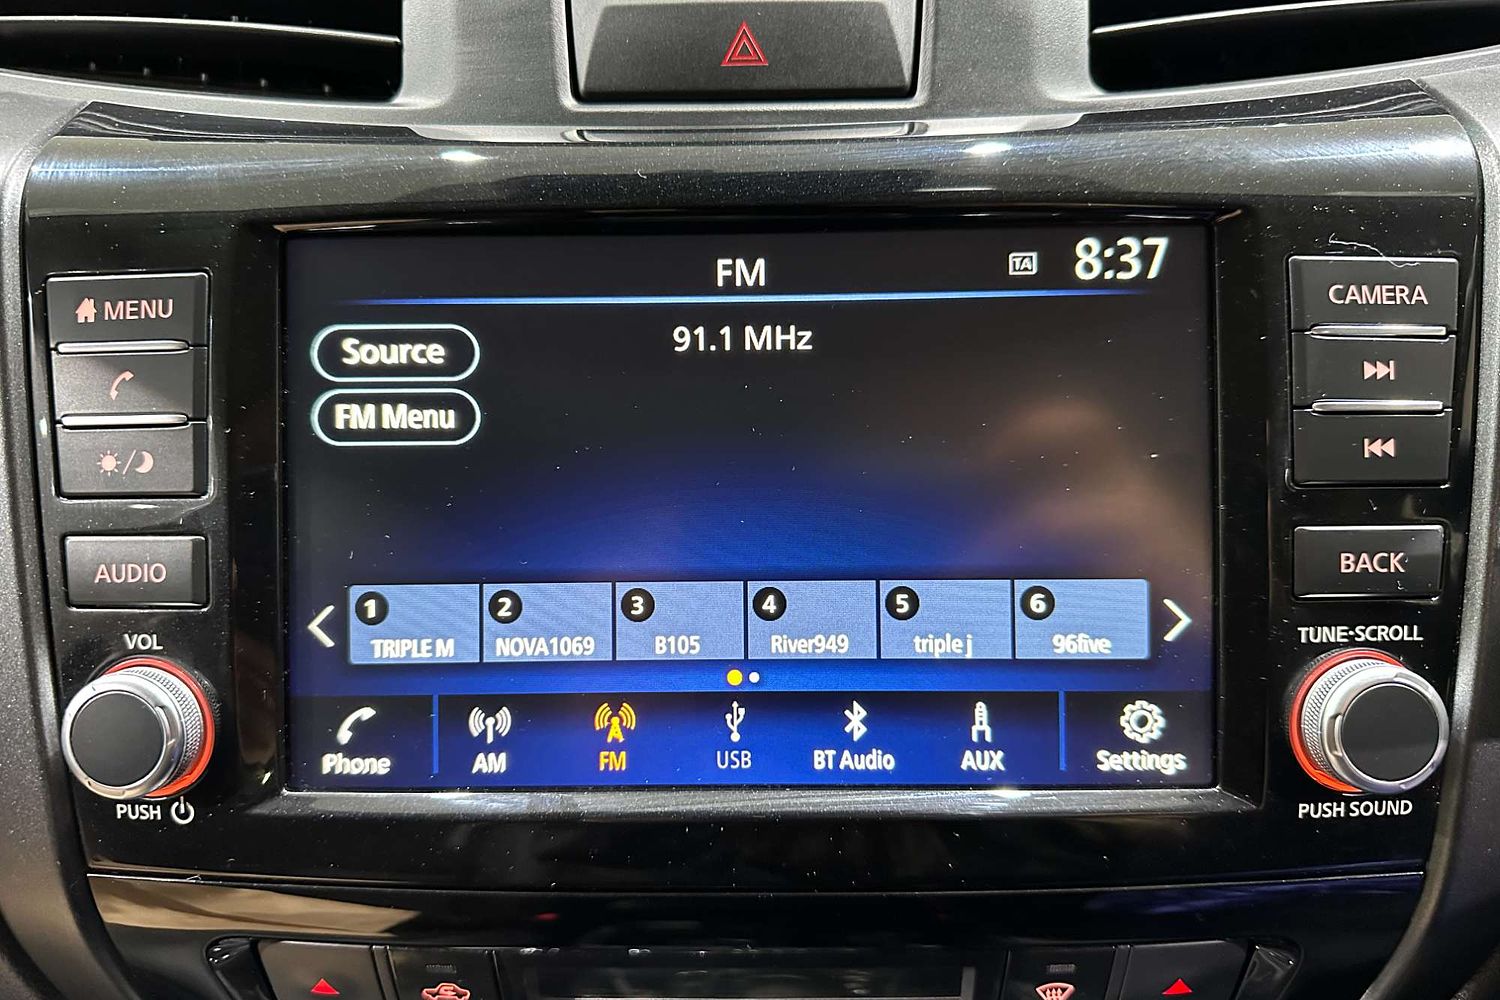 FM
TA
8:37
MENU
CAMERA
Source
91.1 MHz
FM Menu
AUDIO
BACK
1
2
3
4
5
6
TRIPLE M
NOVA1069
B105
River949
triple j
96five
VOL
TUNE·SCROLL
Phone
AM
FM
USB
BT Audio
AUX
Settings
PUSH
PUSH SOUND